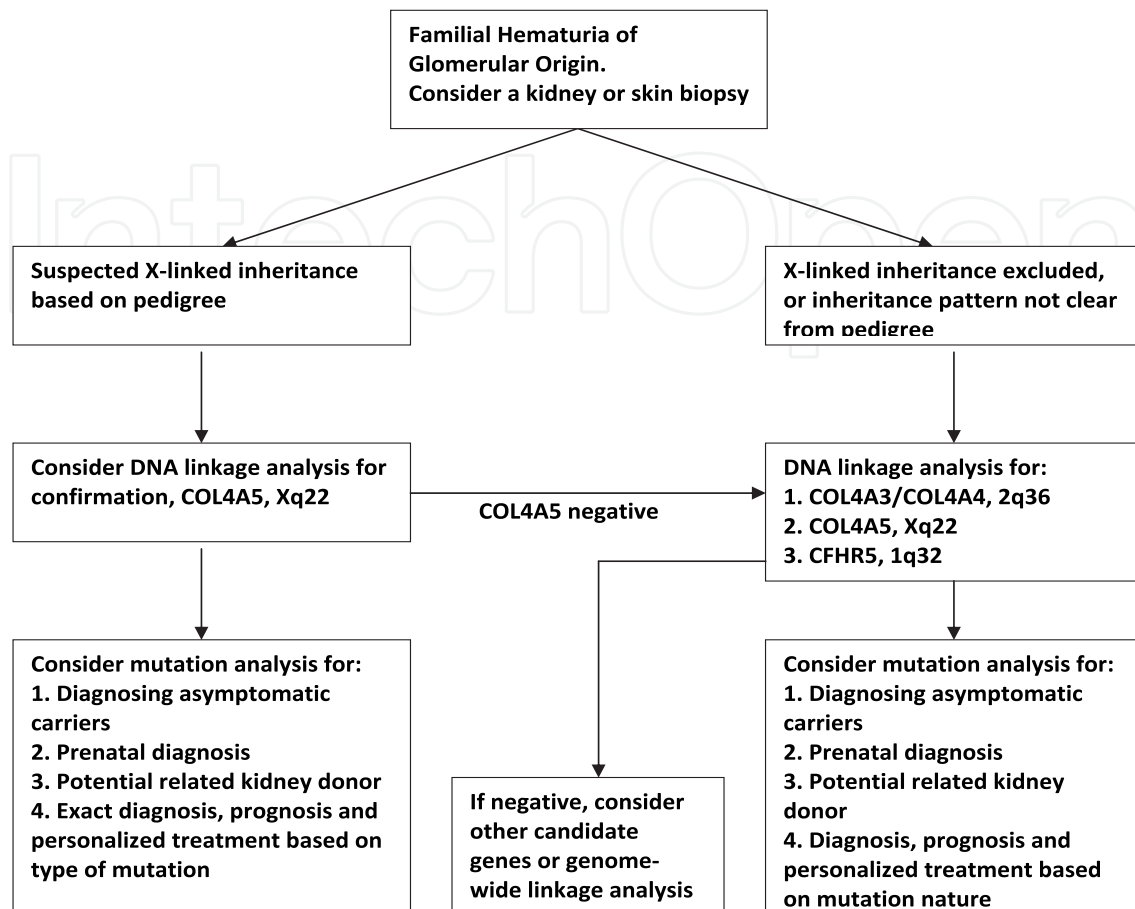 Familial Hematuria of
Glomerular Origin.
Consider a kidney or skin biopsy
IntechOpen
Suspected X-linked inheritance
based on pedigree
X-linked inheritance excluded,
or inheritance pattern not clear
from pedigree
Consider DNA linkage analysis for
confirmation, COL4A5, Xq22
COL4A5 negative
DNA linkage analysis for:
1. COL4A3/COL4A4, 2q36
2. COL4A5, Xq22
3. CFHR5, 1q32
Consider mutation analysis for:
1. Diagnosing asymptomatic
carriers
2. Prenatal diagnosis
3. Potential related kidney donor
4. Exact diagnosis, prognosis and
personalized treatment based on
type of mutation
If negative, consider
other candidate
genes or genome-
wide linkage analysis
Consider mutation analysis for:
1. Diagnosing asymptomatic
carriers
2. Prenatal diagnosis
3. Potential related kidney
donor
4. Diagnosis, prognosis and
personalized treatment based
on mutation nature